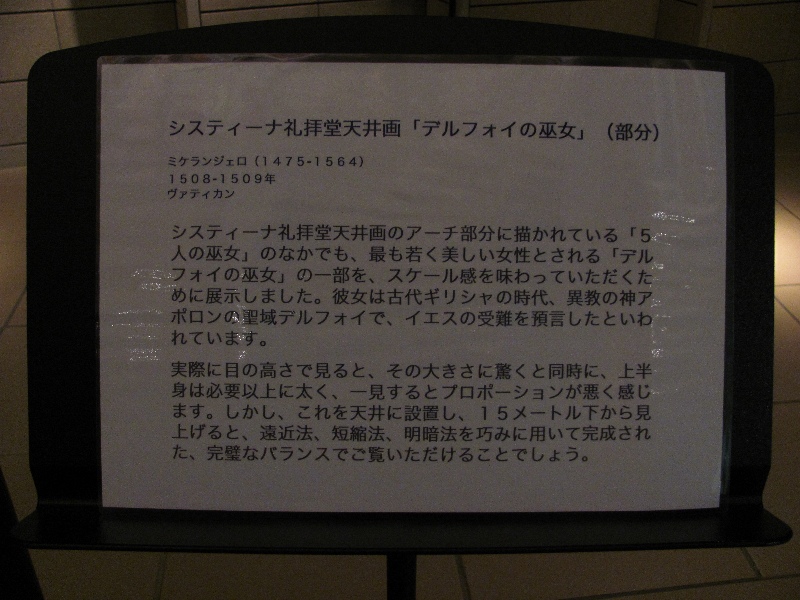 システィーナ礼拝堂天井画「デルフォイの巫女」（部分）
ミケランジェロ（1475-1564）
1508-1509年
ヴァティカン
システィーナ礼拝堂天井画のアーチ部分に描かれている「5
人の巫女」のなかでも、最も若く美しい女性とされる「デル
フォイの巫女」の一部を、スケール感を味わっていただくた
めに展示しました。彼女は古代ギリシャの時代、異教の神ア
ポロンの聖域デルフォイで、イエスの受難を預言したといわ
れています。
実際に目の高さで見ると、その大きさに驚くと同時に、上半
身は必要以上に太く、一見するとプロポーションが悪く感じ
ます。しかし、これを天井に設置し、15メートル下から見
上げると、遠近法、短縮法、明暗法を巧みに用いて完成され
た、完璧なバランスでご覧いただけることでしょう。